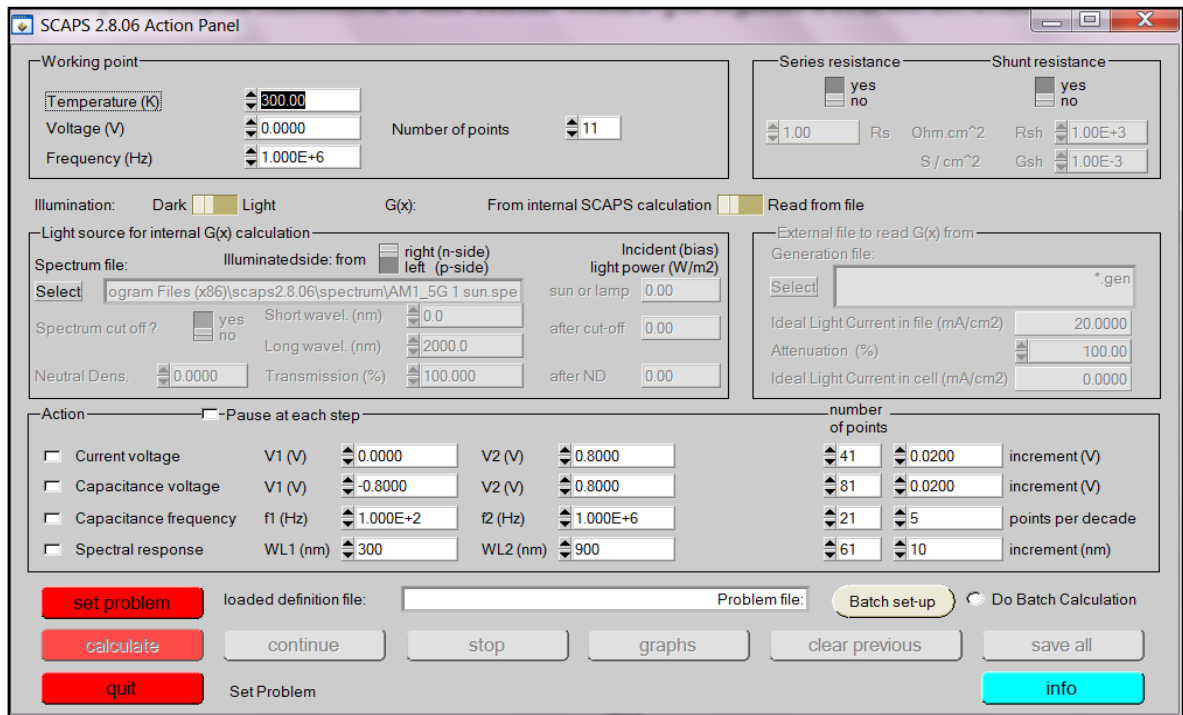 SCAPS 2.8.06 Action Panel
Working point
Temperature (K) 300.00
Voltage (V) 0.0000 Number of points 11
Frequency (Hz) 1.000E+6
Series resistance Shunt resistance
yes yes
no no
1.00 Rs Ohm.cm^2 Rsh 1.00E+3
S / cm^2 Gsh 1.00E-3
Illumination: Dark Light G(x): From internal SCAPS calculation Read from file
Light source for internal G(x) calculation
Spectrum file: Illuminatedside: from right (n-side)
left (p-side)
Incident (bias)
light power (W/m2)
Select ogram Files (x86)\scaps2.8.06\spectrum\AM1_5G 1 sun.spe sun or lamp 0.00
Spectrum cut off ? yes
no
Short wavel. (nm) 0.0
Long wavel. (nm) 2000.0
after cut-off 0.00
Neutral Dens. 0.0000 Transmission (%) 100.000 after ND 0.00
External file to read G(x) from
Generation file:
Select *.gen
Ideal Light Current in file (mA/cm2) 20.0000
Attenuation (%) 100.00
Ideal Light Current in cell (mA/cm2) 0.0000
Action Pause at each step
number
of points
Current voltage V1 (V) 0.0000 V2 (V) 0.8000 41 0.0200 increment (V)
Capacitance voltage V1 (V) -0.8000 V2 (V) 0.8000 81 0.0200 increment (V)
Capacitance frequency f1 (Hz) 1.000E+2 f2 (Hz) 1.000E+6 21 5 points per decade
Spectral response WL1 (nm) 300 WL2 (nm) 900 61 10 increment (nm)
set problem loaded definition file: Problem file: Batch set-up Do Batch Calculation
calculate continue stop graphs clear previous save all
quit Set Problem info